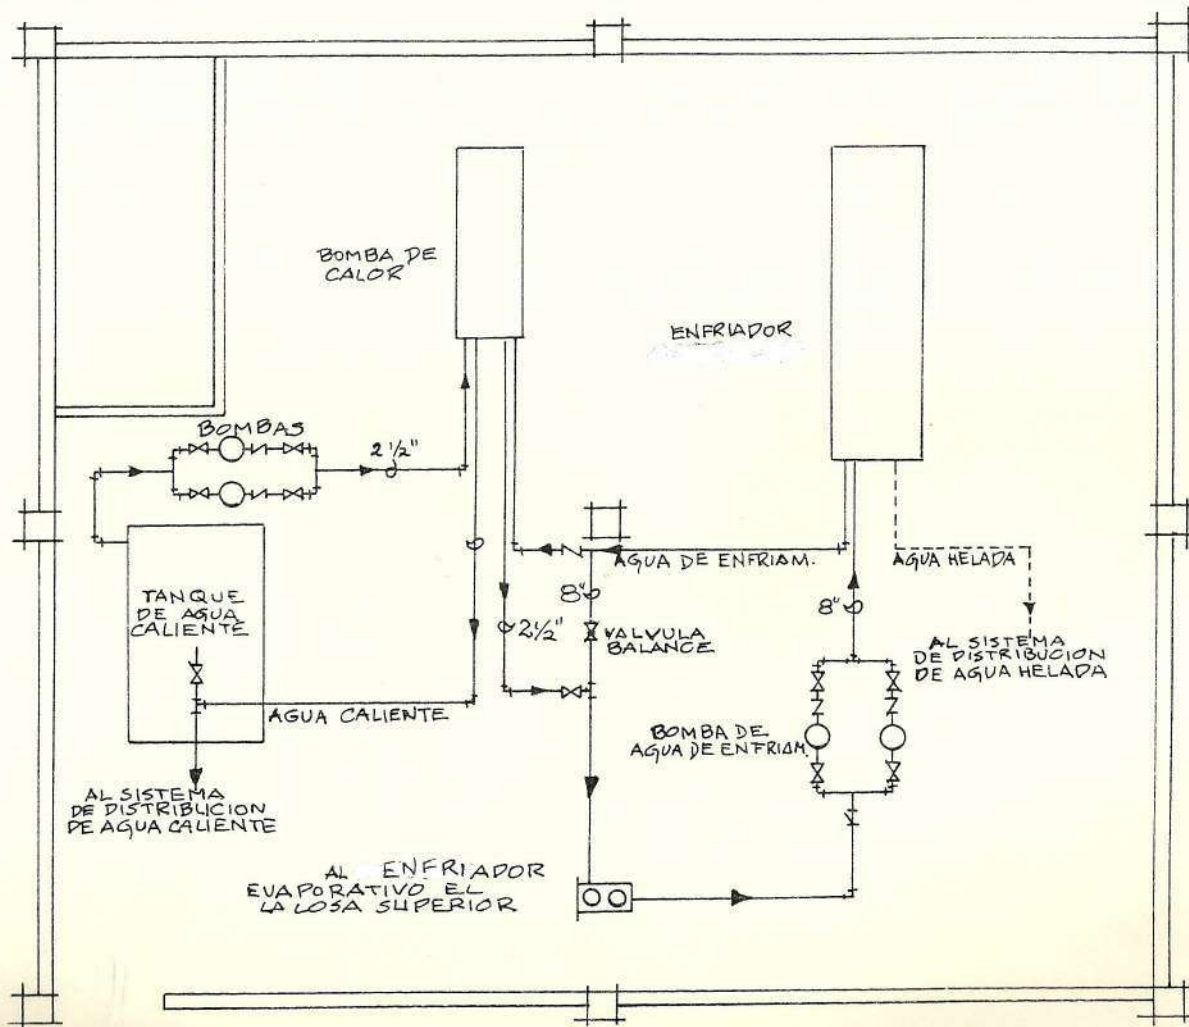 BOMBA DE
CALOR
ENFRIADOR
BOMBAS
2 1/2"
AGUA DE ENFRIAM.
AGUA HELADA
8"
8"
TANQUE
DE AGUA
CALIENTE
2 1/2"
VALVULA
BALANCE
AL SISTEMA
DE DISTRIBUCION
DE AGUA HELADA
AGUA CALIENTE
BOMBA DE
AGUA DE ENFRIAM.
AL SISTEMA
DE DISTRIBUCION
DE AGUA CALIENTE
AL ENFRIADOR
EVAPORATIVO EL
LA LOSA SUPERIOR